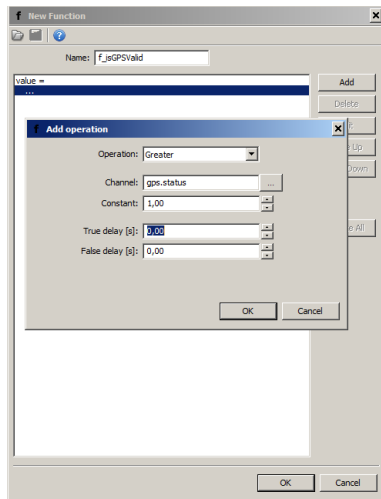 New Function
Name: f_isGPSValid
value =
...
Add
Delete
Add operation
Operation: Greater
Channel: gps.status ...
Constant: 1,00
True delay [s]: 0,00
False delay [s]: 0,00
OK Cancel
Up
Down
All
OK Cancel